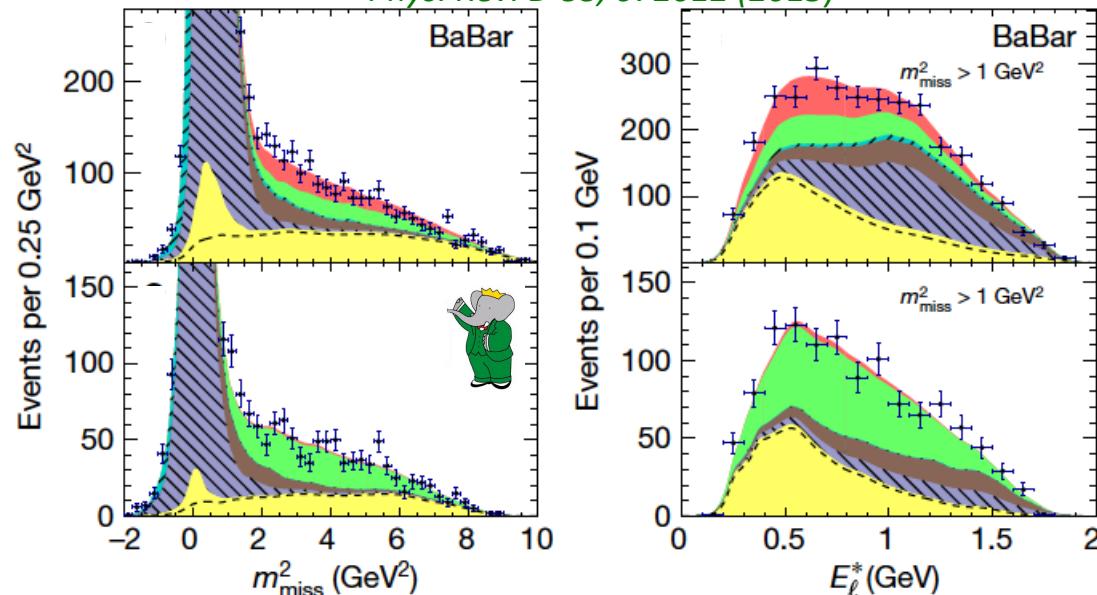 BaBar
200
100
Events per 0.25 GeV²
150
100
50
0
−2 0 2 4 6 8 10
m²miss (GeV²)
BaBar
m²miss > 1 GeV²
300
200
100
Events per 0.1 GeV
m²miss > 1 GeV²
150
100
50
0
0 0.5 1 1.5 2
E*ℓ (GeV)